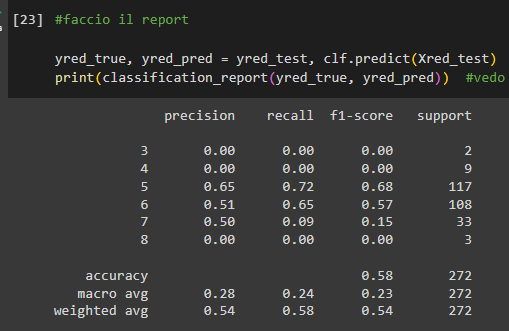 [23] #faccio il report
yred_true, yred_pred = yred_test, clf.predict(Xred_test)
print(classification_report(yred_true, yred_pred))  #vedo
precision recall f1-score support
3 0.00 0.00 0.00 2
4 0.00 0.00 0.00 9
5 0.65 0.72 0.68 117
6 0.51 0.65 0.57 108
7 0.50 0.09 0.15 33
8 0.00 0.00 0.00 3
accuracy 0.58 272
macro avg 0.28 0.24 0.23 272
weighted avg 0.54 0.58 0.54 272